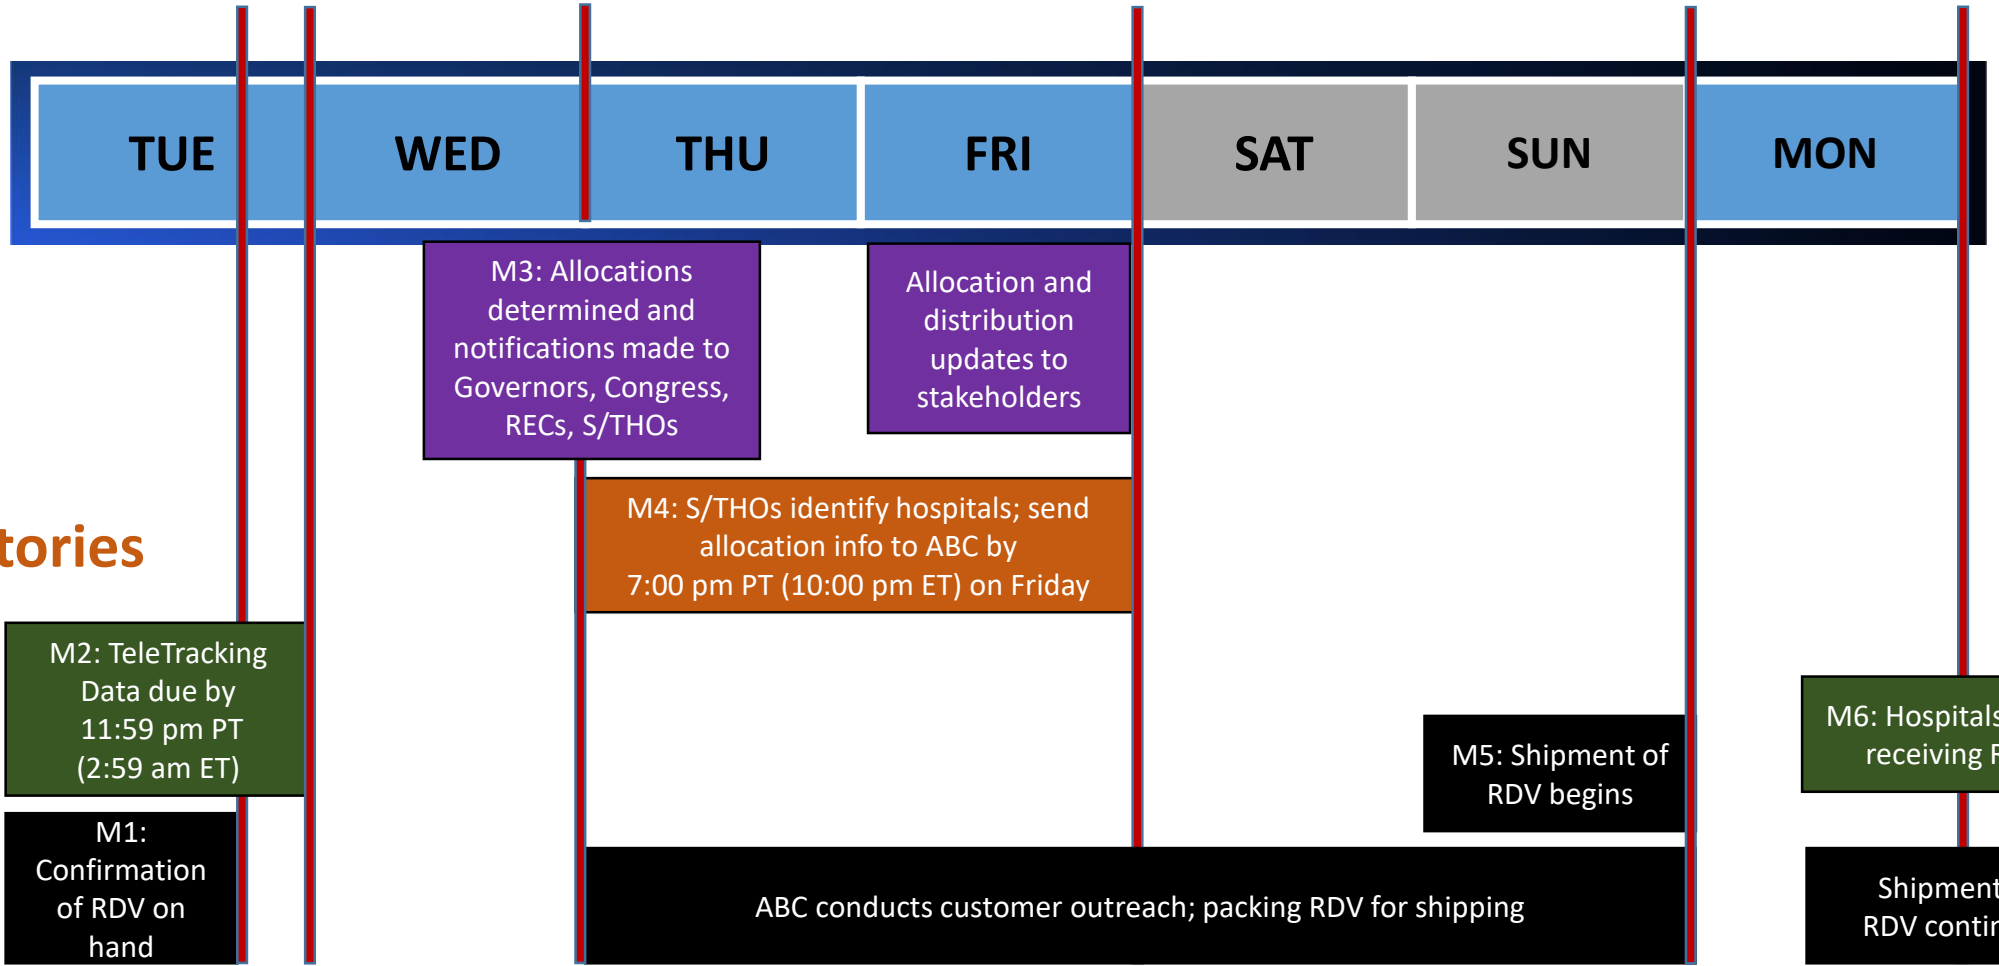 TUE WED THU FRI SAT SUN MON
M3: Allocations
determined and
notifications made to
Governors, Congress,
RECs, S/THOs
Allocation and
distribution
updates to
stakeholders
M4: S/THOs identify hospitals; send
allocation info to ABC by
7:00 pm PT (10:00 pm ET) on Friday
tories
M2: TeleTracking
Data due by
11:59 pm PT
(2:59 am ET)
M5: Shipment of
RDV begins
M6: Hospitals
receiving R
M1:
Confirmation
of RDV on
hand
ABC conducts customer outreach; packing RDV for shipping
Shipment
RDV contin